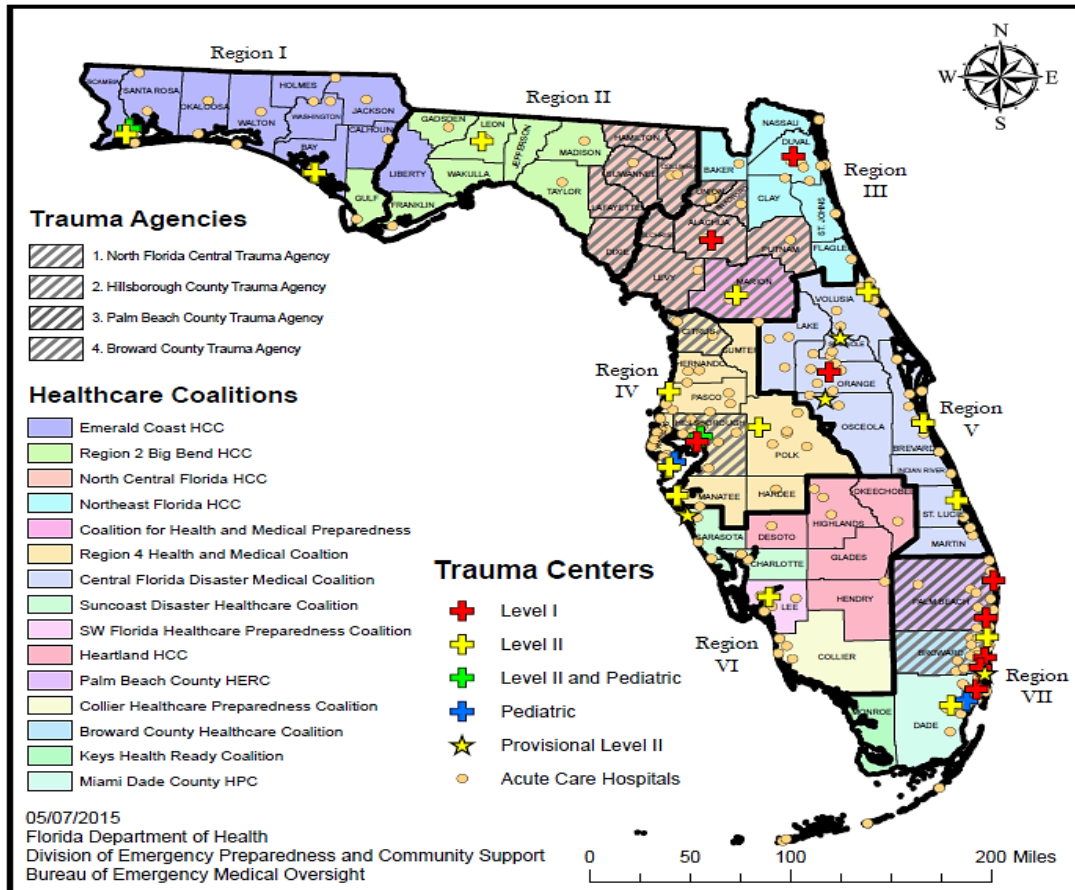 Region I
N
W E
S
Region II
ESCAMBIA
SANTA ROSA
OKALOOSA
WALTON
HOLMES
WASHINGTON
JACKSON
BAY
CALHOUN
LIBERTY
GULF
GADSDEN
LEON
JEFFERSON
MADISON
WAKULLA
FRANKLIN
TAYLOR
HAMILTON
SUWANNEE
LAFAYETTE
DIXIE
NASSAU
DUVAL
BAKER
CLAY
ST. JOHNS
FLAGLER
Region III
UNION
ALACHUA
PUTNAM
LEVY
MARION
Trauma Agencies
1. North Florida Central Trauma Agency
2. Hillsborough County Trauma Agency
3. Palm Beach County Trauma Agency
4. Broward County Trauma Agency
VOLUSIA
LAKE
ORANGE
OSCEOLA
BREVARD
INDIAN RIVER
ST. LUCIE
MARTIN
Region V
CITRUS
SUMTER
HERNANDO
PASCO
HILLSBOROUGH
POLK
MANATEE
HARDEE
Region IV
Healthcare Coalitions
Emerald Coast HCC
Region 2 Big Bend HCC
North Central Florida HCC
Northeast Florida HCC
Coalition for Health and Medical Preparedness
Region 4 Health and Medical Coaltion
Central Florida Disaster Medical Coalition
Suncoast Disaster Healthcare Coalition
SW Florida Healthcare Preparedness Coalition
Heartland HCC
Palm Beach County HERC
Collier Healthcare Preparedness Coalition
Broward County Healthcare Coalition
Keys Health Ready Coalition
Miami Dade County HPC
OKEECHOBEE
HIGHLANDS
SARASOTA
DESOTO
CHARLOTTE
GLADES
LEE
HENDRY
COLLIER
Region VI
PALM BEACH
BROWARD
DADE
MONROE
Region VII
Trauma Centers
Level I
Level II
Level II and Pediatric
Pediatric
Provisional Level II
Acute Care Hospitals
05/07/2015
Florida Department of Health
Division of Emergency Preparedness and Community Support
Bureau of Emergency Medical Oversight
0 50 100 200 Miles